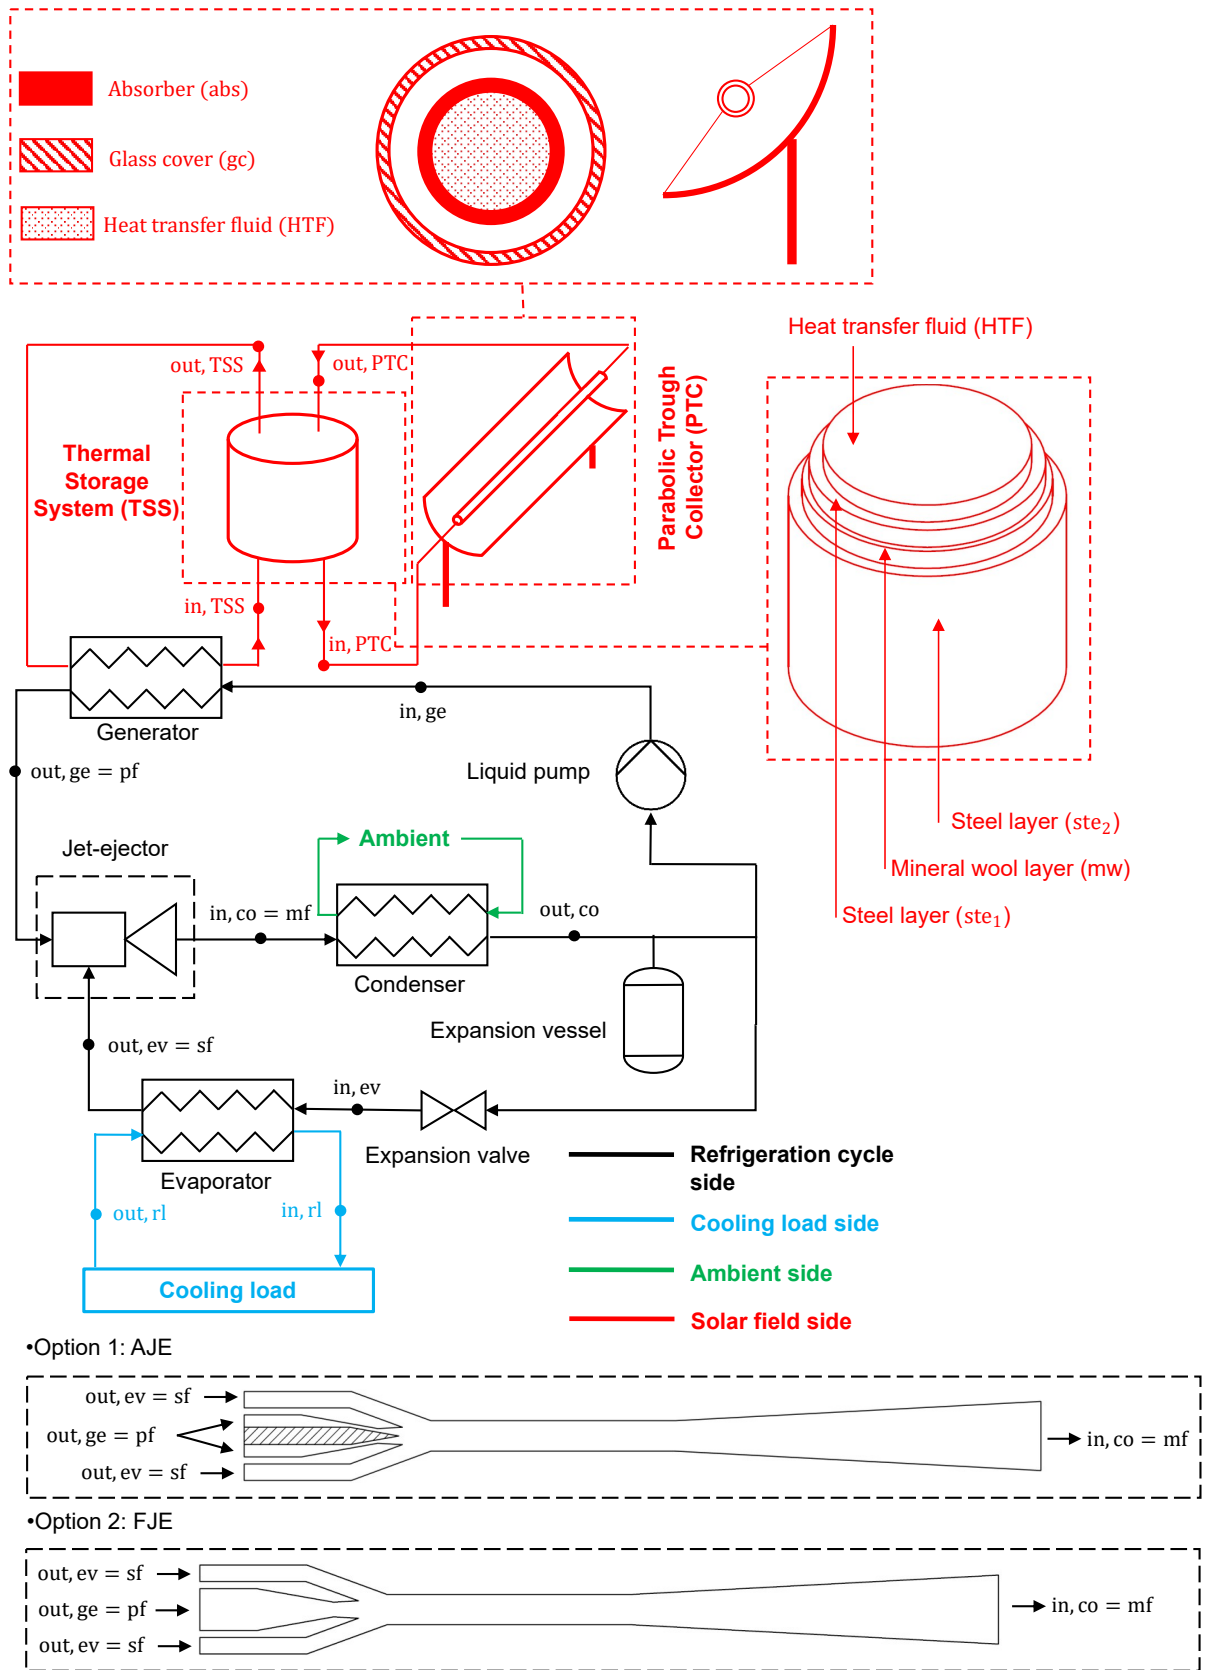 Absorber (abs)
Glass cover (gc)
Heat transfer fluid (HTF)
Heat transfer fluid (HTF)
out, TSS
out, PTC
Thermal
Storage
System (TSS)
Parabolic Trough
Collector (PTC)
in, TSS
in, PTC
Generator
in, ge
out, ge = pf
Liquid pump
Steel layer (ste₂)
Mineral wool layer (mw)
Steel layer (ste₁)
Jet-ejector
Ambient
in, co = mf
out, co
Condenser
Expansion vessel
out, ev = sf
in, ev
Evaporator
Expansion valve
out, rl
in, rl
Cooling load
Refrigeration cycle
side
Cooling load side
Ambient side
Solar field side
•Option 1: AJE
out, ev = sf
out, ge = pf
out, ev = sf
in, co = mf
•Option 2: FJE
out, ev = sf
out, ge = pf
out, ev = sf
in, co = mf